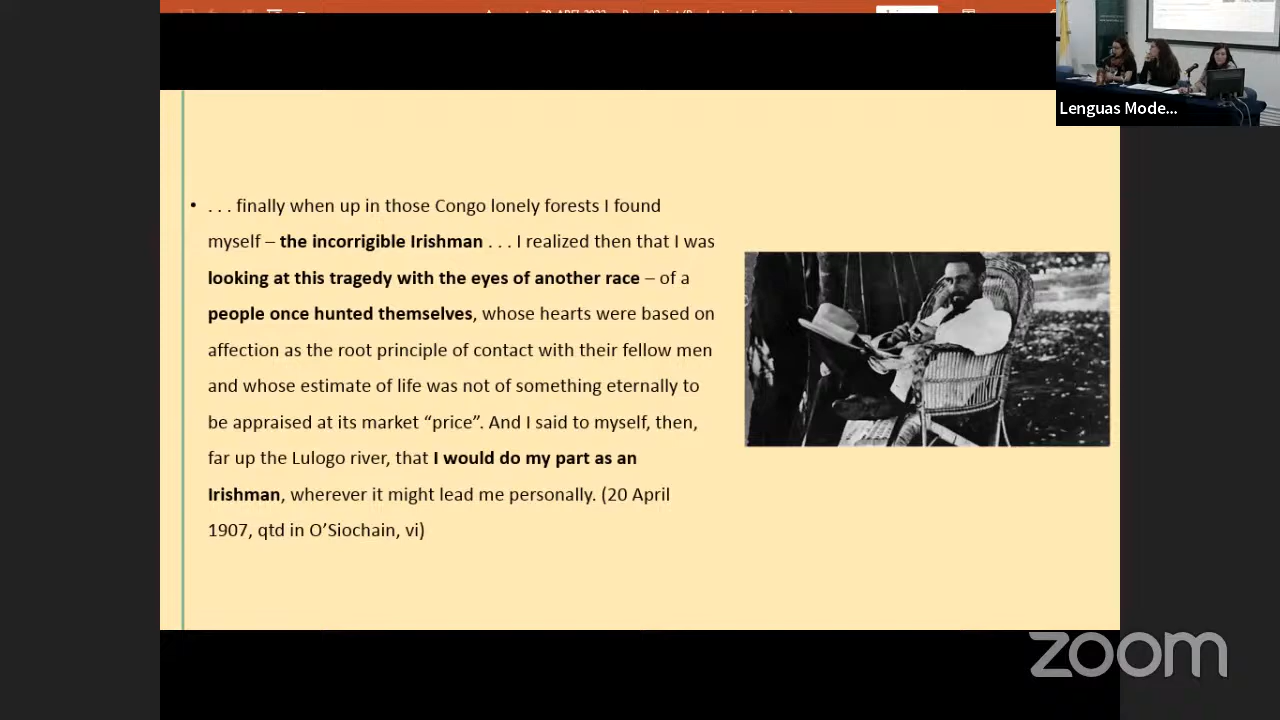 Lenguas Mode...
• . . . finally when up in those Congo lonely forests I found
myself – the incorrigible Irishman . . . I realized then that I was
looking at this tragedy with the eyes of another race – of a
people once hunted themselves, whose hearts were based on
affection as the root principle of contact with their fellow men
and whose estimate of life was not of something eternally to
be appraised at its market “price”. And I said to myself, then,
far up the Lulogo river, that I would do my part as an
Irishman, wherever it might lead me personally. (20 April
1907, qtd in O’Siochain, vi)
zoom